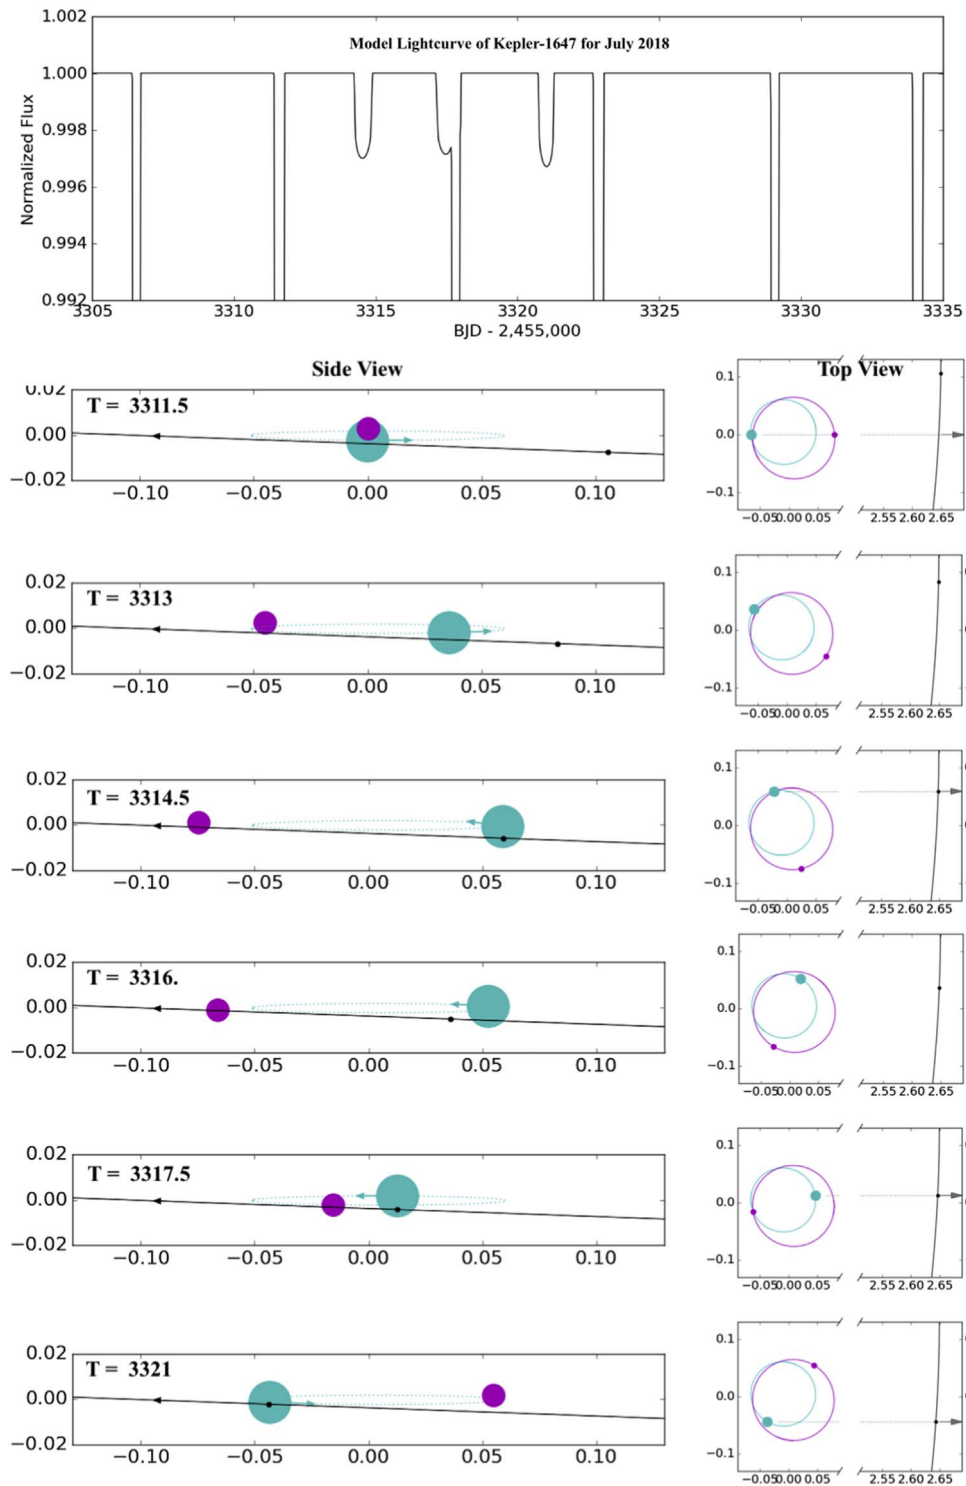 1.002
Model Lightcurve of Kepler-1647 for July 2018
1.000
0.998
0.996
0.994
0.992
Normalized Flux
3305 3310 3315 3320 3325 3330 3335
BJD - 2,455,000
Side View Top View
0.02
T = 3311.5
0.00
−0.02
−0.10 −0.05 0.00 0.05 0.10
0.1
0.0
−0.1
−0.05 0.00 0.05 2.55 2.60 2.65
0.02
T = 3313
0.00
−0.02
−0.10 −0.05 0.00 0.05 0.10
0.1
0.0
−0.1
−0.05 0.00 0.05 2.55 2.60 2.65
0.02
T = 3314.5
0.00
−0.02
−0.10 −0.05 0.00 0.05 0.10
0.1
0.0
−0.1
−0.05 0.00 0.05 2.55 2.60 2.65
0.02
T = 3316.
0.00
−0.02
−0.10 −0.05 0.00 0.05 0.10
0.1
0.0
−0.1
−0.05 0.00 0.05 2.55 2.60 2.65
0.02
T = 3317.5
0.00
−0.02
−0.10 −0.05 0.00 0.05 0.10
0.1
0.0
−0.1
−0.05 0.00 0.05 2.55 2.60 2.65
0.02
T = 3321
0.00
−0.02
−0.10 −0.05 0.00 0.05 0.10
0.1
0.0
−0.1
−0.05 0.00 0.05 2.55 2.60 2.65